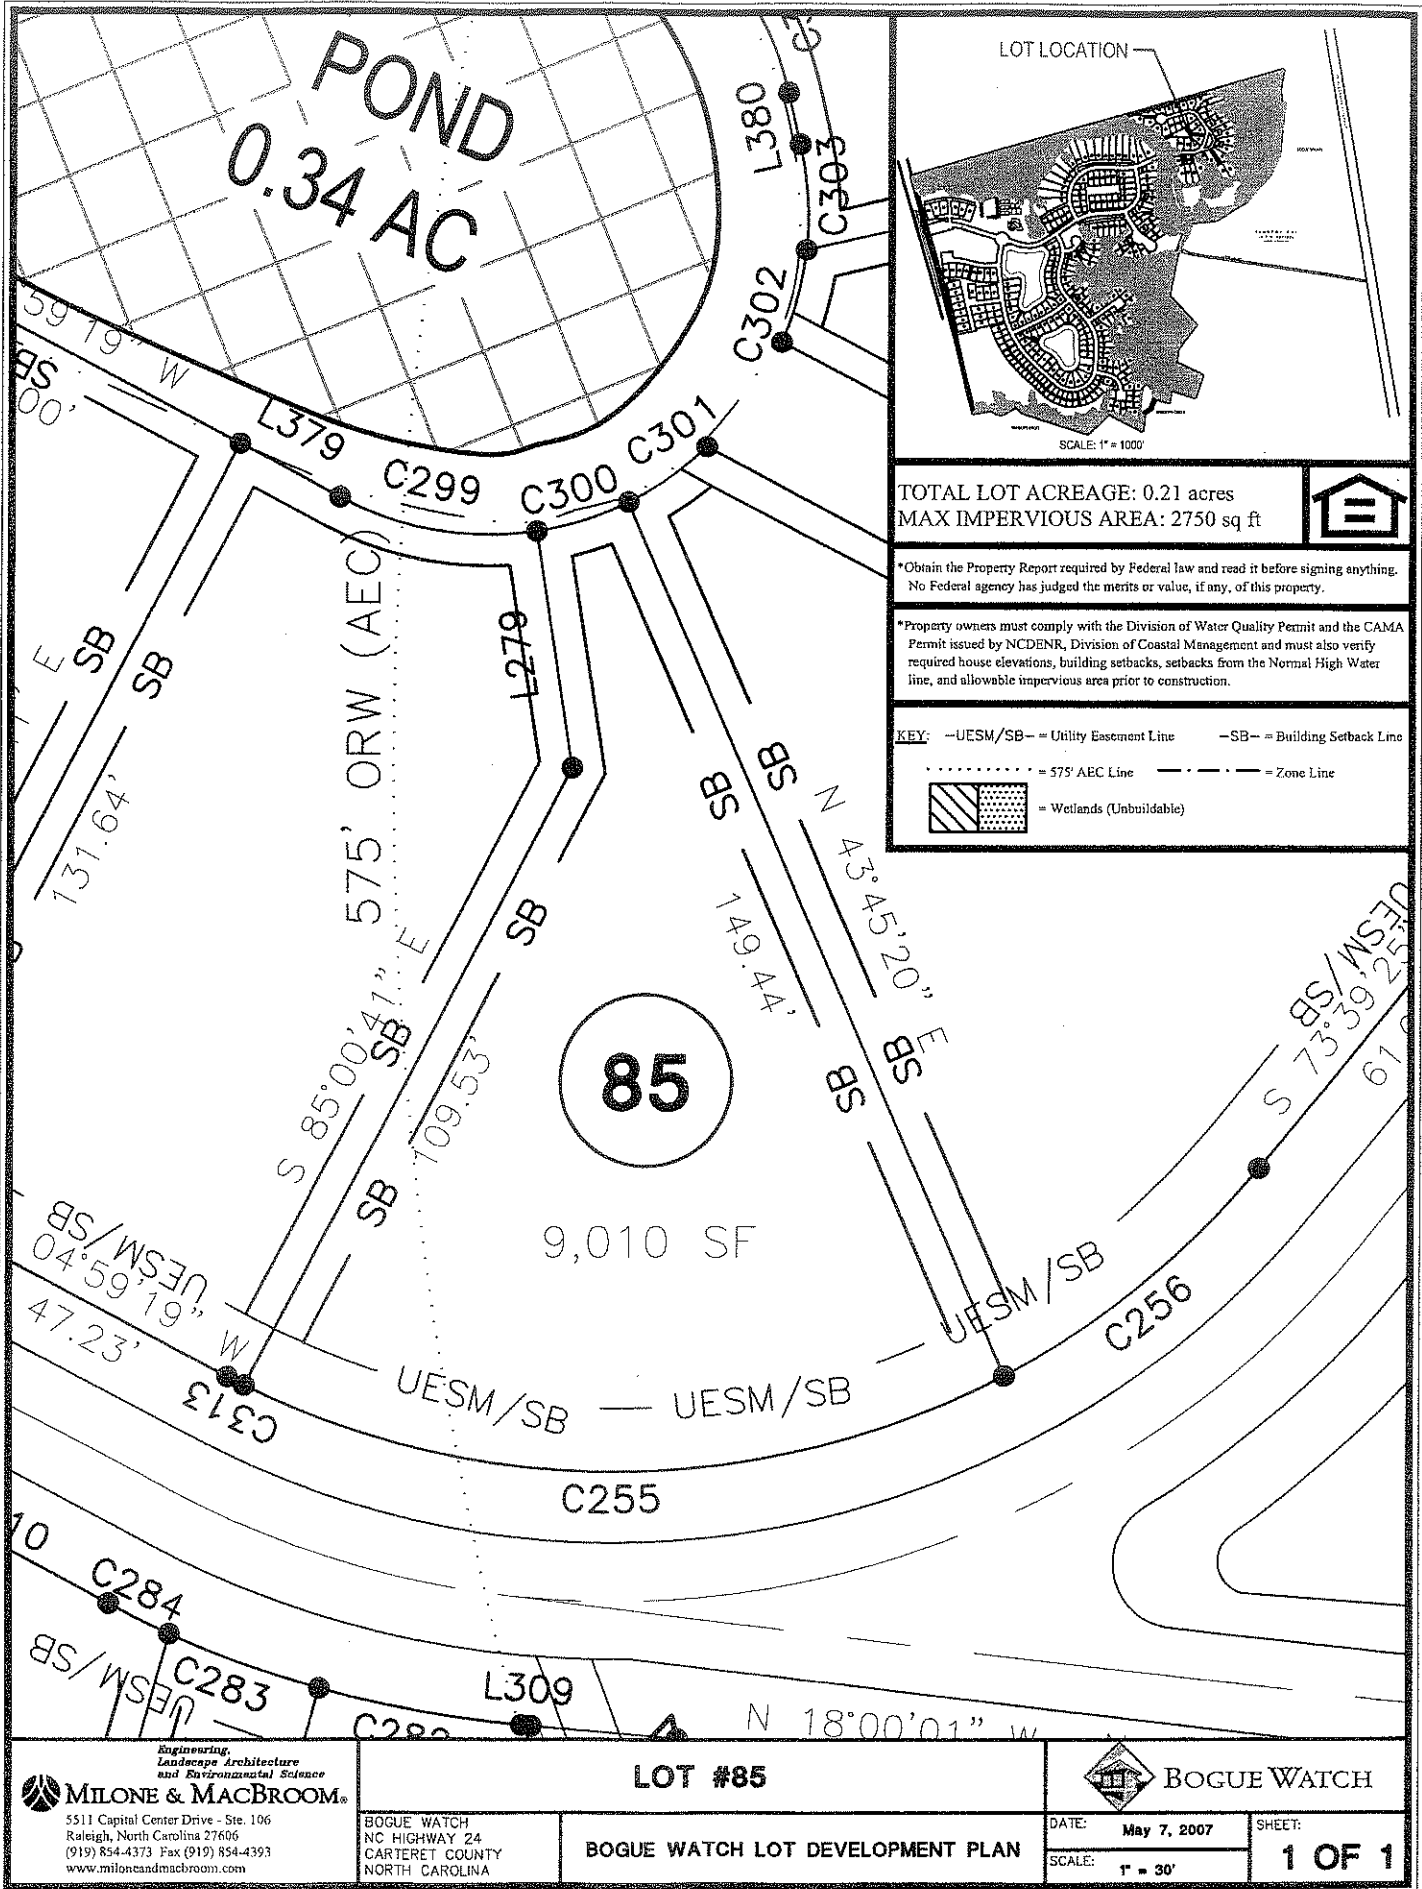 POND
0.34 AC
L380
C303
C302
C301
C300
C299
L379
59'19" W
SB
00'
LOT LOCATION
SCALE: 1" = 1000'
TOTAL LOT ACREAGE: 0.21 acres
MAX IMPERVIOUS AREA: 2750 sq ft
*Obtain the Property Report required by Federal law and read it before signing anything.
No Federal agency has judged the merits or value, if any, of this property.
*Property owners must comply with the Division of Water Quality Permit and the CAMA
Permit issued by NCDENR, Division of Coastal Management and must also verify
required house elevations, building setbacks, setbacks from the Normal High Water
line, and allowable impervious area prior to construction.
KEY: -UESM/SB- = Utility Easement Line -SB- = Building Setback Line
= 575' AEC Line = Zone Line
= Wetlands (Unbuildable)
575' ORW (AEC)
L279
E
SB
SB
131.64'
SB
SB
N 43°45'20" E
149.44'
SB
SB
SB
S 85°00'41" E
SB
109.53'
SB
85
9,010 SF
UESM/SB
S 73°39'25"
61
UESM/SB
04°59'19" W
47.23'
C313
UESM/SB — UESM/SB
UESM/SB
C256
C255
10
C284
C283
C282
UESM/SB
L309
N 18°00'01" W
Engineering,
Landscape Architecture
and Environmental Science
MILONE & MACBROOM®
5511 Capital Center Drive - Ste. 106
Raleigh, North Carolina 27606
(919) 854-4373 Fax (919) 854-4393
www.miloneandmacbroom.com
LOT #85
BOGUE WATCH
NC HIGHWAY 24
CARTERET COUNTY
NORTH CAROLINA
BOGUE WATCH LOT DEVELOPMENT PLAN
BOGUE WATCH
DATE: May 7, 2007
SCALE: 1" = 30'
SHEET:
1 OF 1